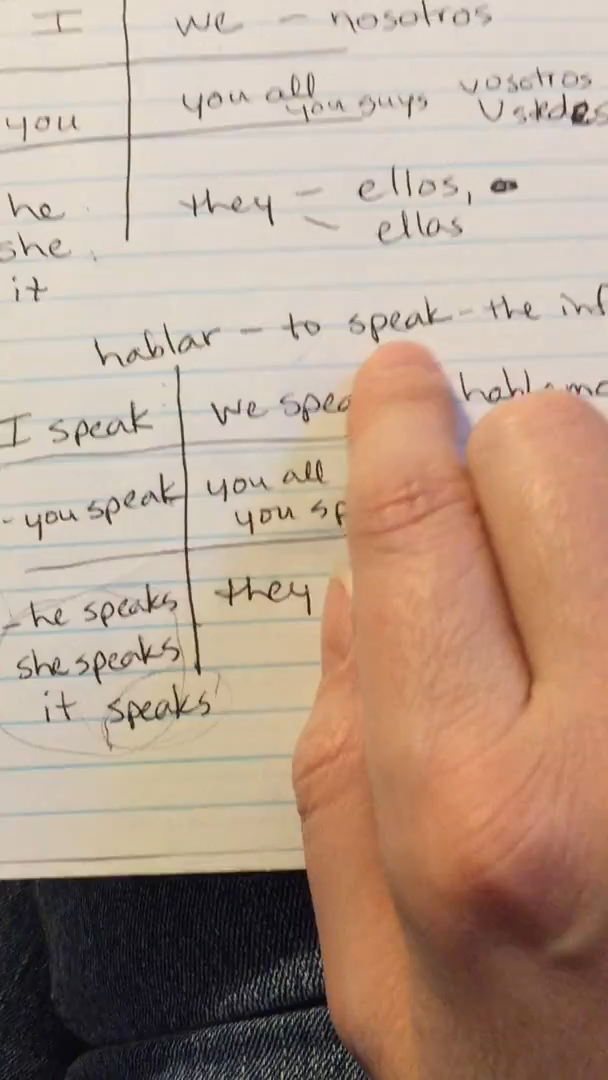 I we - nosotros
you you all vosotros
you guys Ustedes
he they - ellos,
she ellas
it
hablar - to speak - the inf
I speak we spea hablamo
- you speak you all
you sp
- he speaks they
she speaks
it speaks